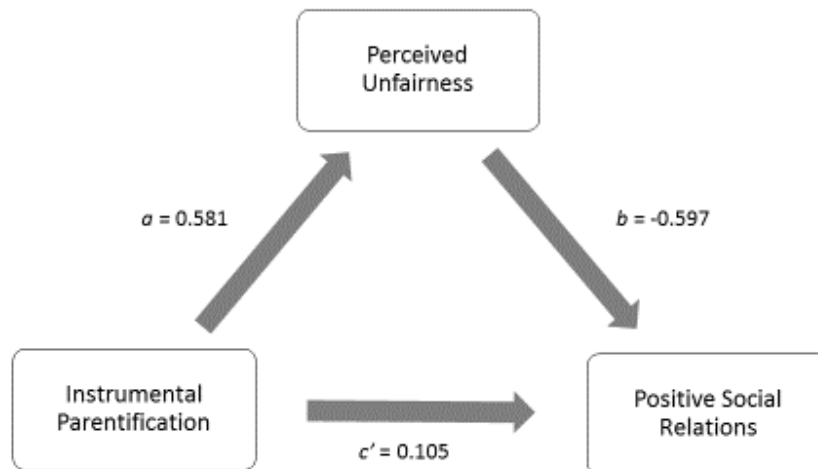 Perceived
Unfairness
a = 0.581
b = -0.597
Instrumental
Parentification
Positive Social
Relations
c' = 0.105